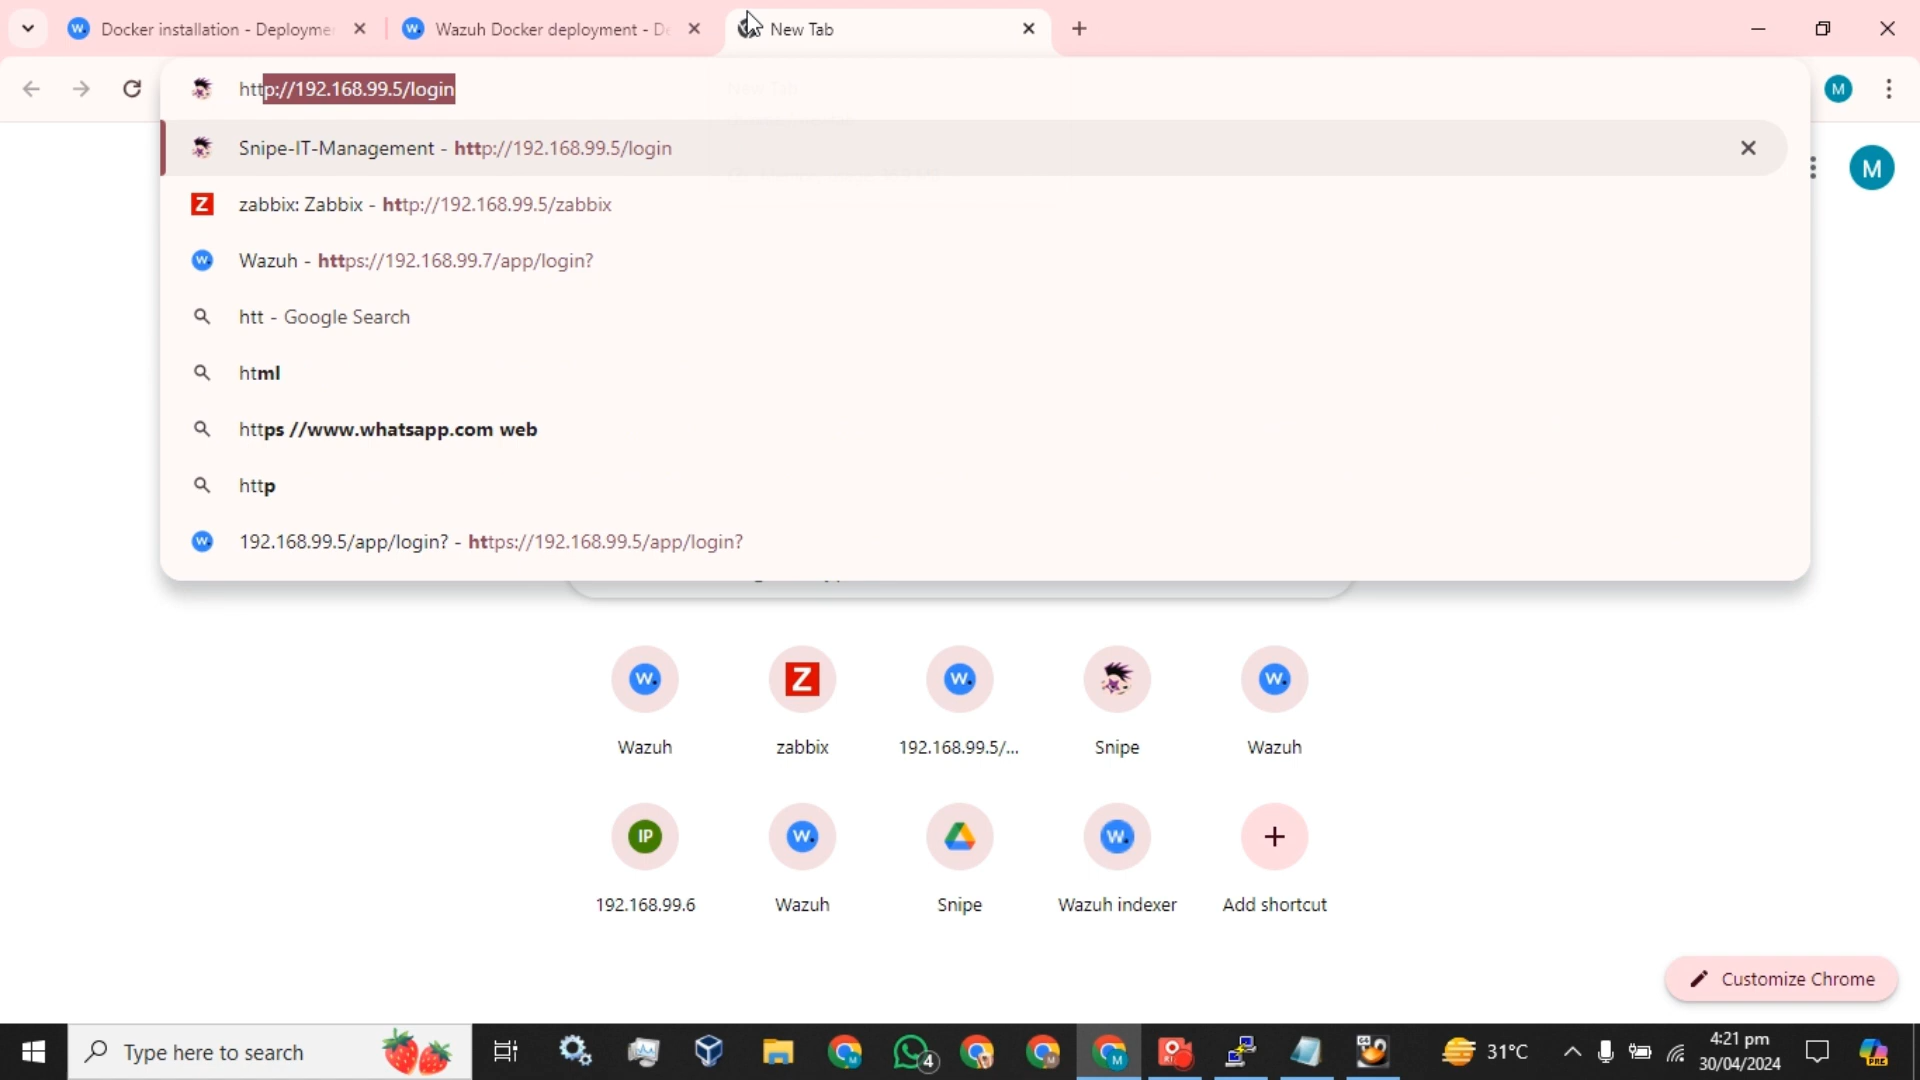 Docker installation - Deployme
Wazuh Docker deployment - De
New Tab
http://192.168.99.5/login
M
Snipe-IT-Management - http://192.168.99.5/login
M
zabbix: Zabbix - http://192.168.99.5/zabbix
Wazuh - https://192.168.99.7/app/login?
htt - Google Search
html
https //www.whatsapp.com web
http
192.168.99.5/app/login? - https://192.168.99.5/app/login?
Wazuh
zabbix
192.168.99.5/...
Snipe
Wazuh
IP
192.168.99.6
Wazuh
Snipe
Wazuh indexer
Add shortcut
Customize Chrome
Type here to search
4
31°C
4:21 pm
30/04/2024